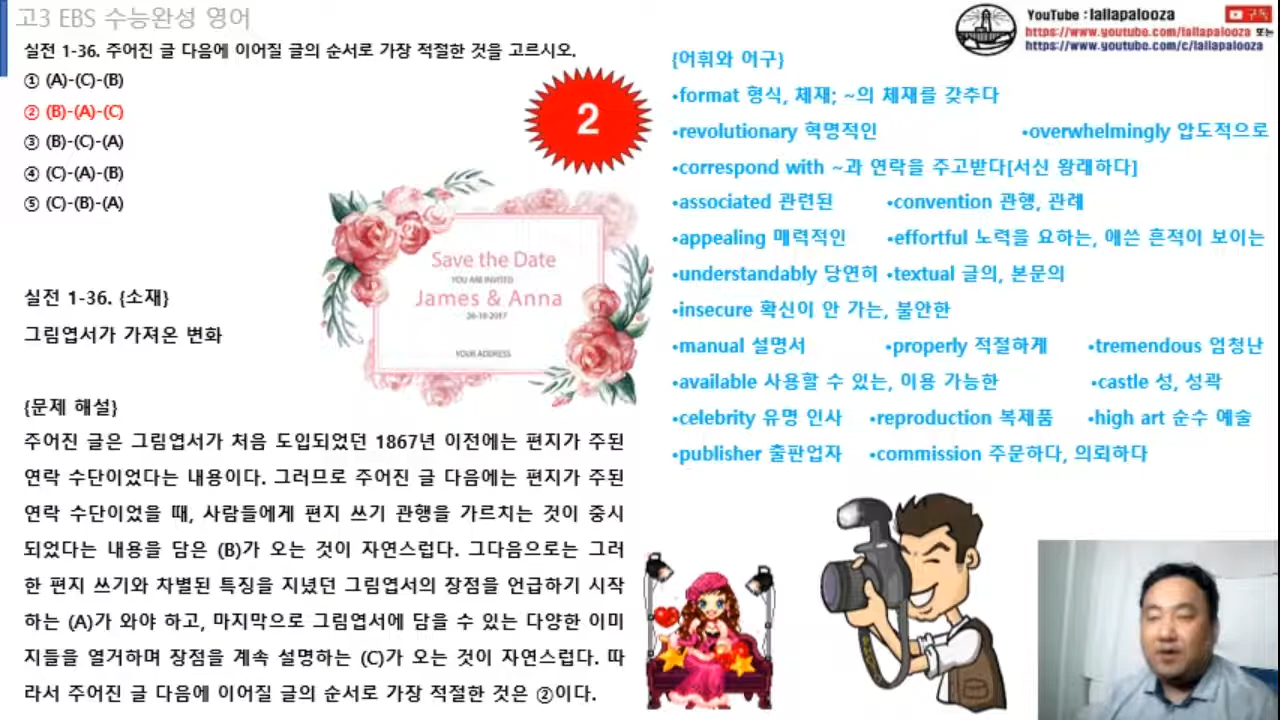 고3 EBS 수능완성 영어
실전 1-36. 주어진 글 다음에 이어질 글의 순서로 가장 적절한 것을 고르시오.
① (A)-(C)-(B)
② (B)-(A)-(C)
③ (B)-(C)-(A)
④ (C)-(A)-(B)
⑤ (C)-(B)-(A)
2
Save the Date
YOU ARE INVITED
James & Anna
26-10-2017
YOUR ADDRESS
실전 1-36. {소재}
그림엽서가 가져온 변화
{문제 해설}
주어진 글은 그림엽서가 처음 도입되었던 1867년 이전에는 편지가 주된
연락 수단이었다는 내용이다. 그러므로 주어진 글 다음에는 편지가 주된
연락 수단이었을 때, 사람들에게 편지 쓰기 관행을 가르치는 것이 중시
되었다는 내용을 담은 (B)가 오는 것이 자연스럽다. 그다음으로는 그러
한 편지 쓰기와 차별된 특징을 지녔던 그림엽서의 장점을 언급하기 시작
하는 (A)가 와야 하고, 마지막으로 그림엽서에 담을 수 있는 다양한 이미
지들을 열거하며 장점을 계속 설명하는 (C)가 오는 것이 자연스럽다. 따
라서 주어진 글 다음에 이어질 글의 순서로 가장 적절한 것은 ②이다.
YouTube : lallapalooza
구독
https://www.youtube.com/lallapalooza 또는
https://www.youtube.com/c/lallapalooza
{어휘와 어구}
•format 형식, 체재; ~의 체재를 갖추다
•revolutionary 혁명적인 •overwhelmingly 압도적으로
•correspond with ~과 연락을 주고받다[서신 왕래하다]
•associated 관련된 •convention 관행, 관례
•appealing 매력적인 •effortful 노력을 요하는, 애쓴 흔적이 보이는
•understandably 당연히 •textual 글의, 본문의
•insecure 확신이 안 가는, 불안한
•manual 설명서 •properly 적절하게 •tremendous 엄청난
•available 사용할 수 있는, 이용 가능한 •castle 성, 성곽
•celebrity 유명 인사 •reproduction 복제품 •high art 순수 예술
•publisher 출판업자 •commission 주문하다, 의뢰하다